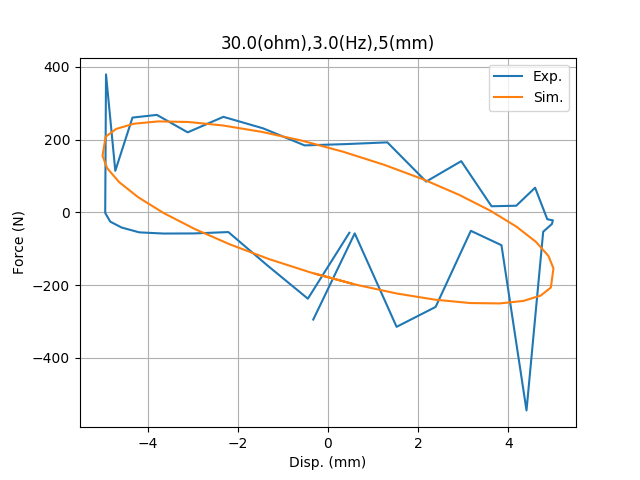 30.0(ohm),3.0(Hz),5(mm)
Exp.
Sim.
Force (N)
400
200
0
−200
−400
−4
−2
0
2
4
Disp. (mm)